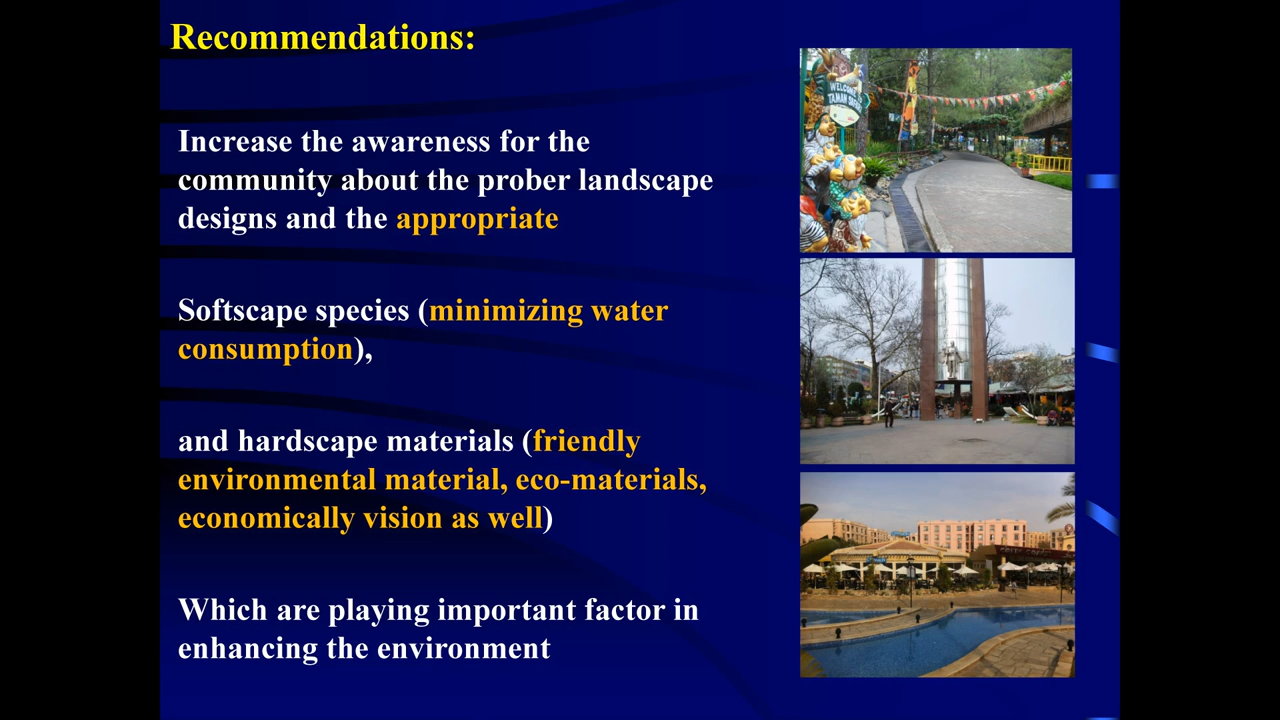 Recommendations:
Increase the awareness for the
community about the prober landscape
designs and the appropriate
Softscape species (minimizing water
consumption),
and hardscape materials (friendly
environmental material, eco-materials,
economically vision as well)
Which are playing important factor in
enhancing the environment
WELCOME
TAMAN